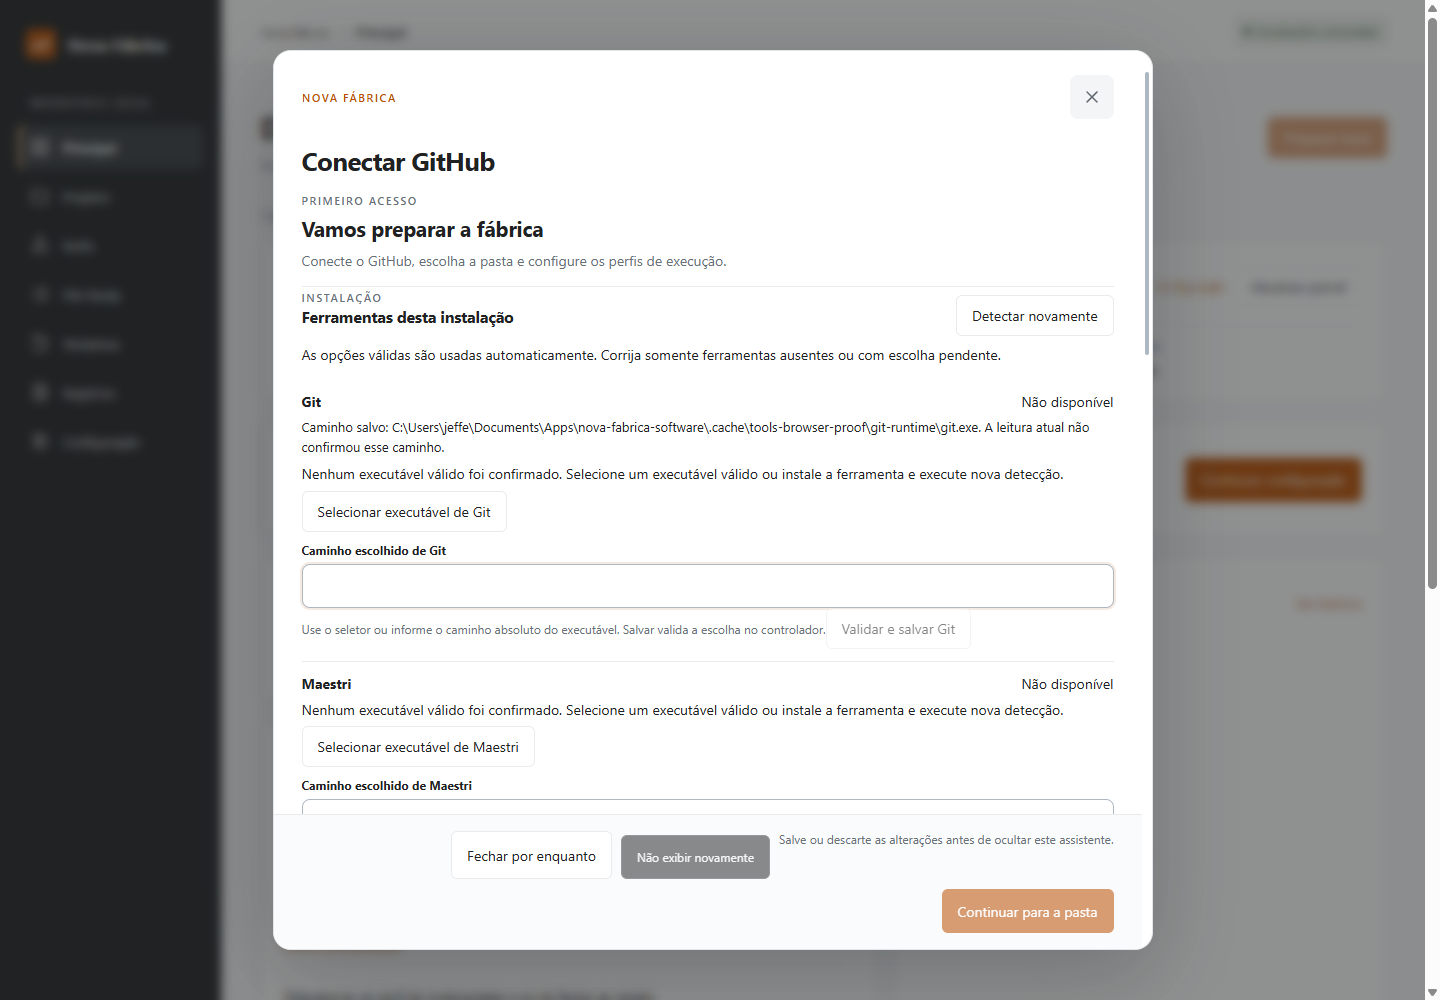 NOVA FÁBRICA
Conectar GitHub
PRIMEIRO ACESSO
Vamos preparar a fábrica
Conecte o GitHub, escolha a pasta e configure os perfis de execução.
INSTALAÇÃO
Ferramentas desta instalação
Detectar novamente
As opções válidas são usadas automaticamente. Corrija somente ferramentas ausentes ou com escolha pendente.
Git
Não disponível
Caminho salvo: C:\Users\jeffe\Documents\Apps\nova-fabrica-software\.cache\tools-browser-proof\git-runtime\git.exe. A leitura atual não
confirmou esse caminho.
Nenhum executável válido foi confirmado. Selecione um executável válido ou instale a ferramenta e execute nova detecção.
Selecionar executável de Git
Caminho escolhido de Git
Use o seletor ou informe o caminho absoluto do executável. Salvar valida a escolha no controlador.
Validar e salvar Git
Maestri
Não disponível
Nenhum executável válido foi confirmado. Selecione um executável válido ou instale a ferramenta e execute nova detecção.
Selecionar executável de Maestri
Caminho escolhido de Maestri
Fechar por enquanto
Não exibir novamente
Salve ou descarte as alterações antes de ocultar este assistente.
Continuar para a pasta